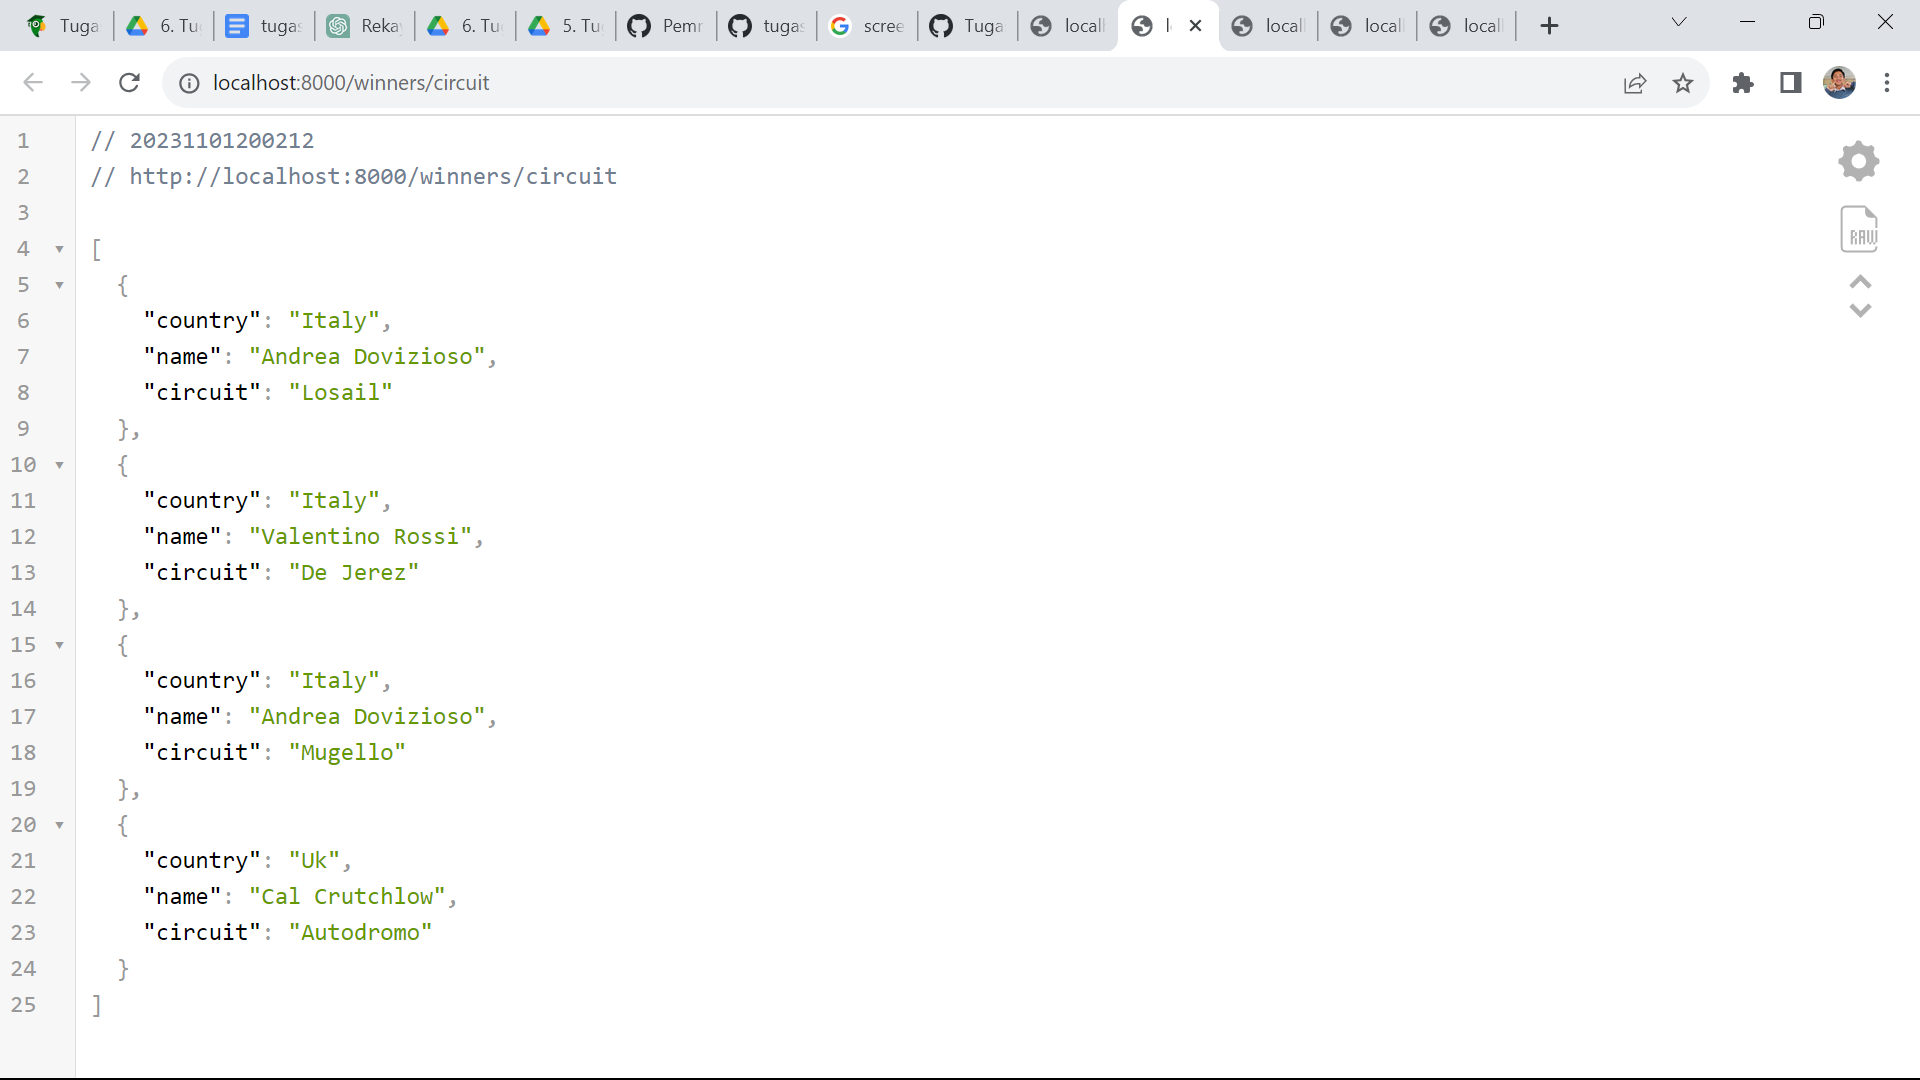 Tuga
6. Tu
tugas
Reka
6. Tu
5. Tu
Pemr
tugas
scree
Tuga
locall
locall
locall
locall
localhost:8000/winners/circuit
1 // 20231101200212
2 // http://localhost:8000/winners/circuit
3
4 [
5 {
6 "country": "Italy",
7 "name": "Andrea Dovizioso",
8 "circuit": "Losail"
9 },
10 {
11 "country": "Italy",
12 "name": "Valentino Rossi",
13 "circuit": "De Jerez"
14 },
15 {
16 "country": "Italy",
17 "name": "Andrea Dovizioso",
18 "circuit": "Mugello"
19 },
20 {
21 "country": "Uk",
22 "name": "Cal Crutchlow",
23 "circuit": "Autodromo"
24 }
25 ]
RAW